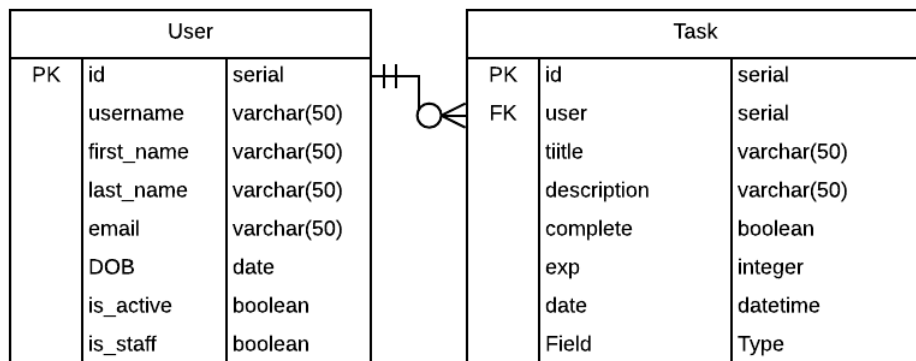 User
PK id serial
username varchar(50)
first_name varchar(50)
last_name varchar(50)
email varchar(50)
DOB date
is_active boolean
is_staff boolean
Task
PK id serial
FK user serial
tiitle varchar(50)
description varchar(50)
complete boolean
exp integer
date datetime
Field Type